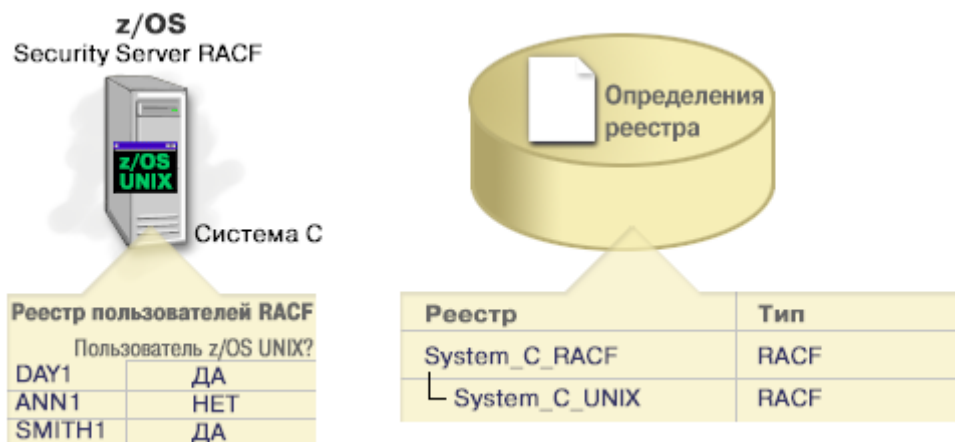 z/OS
Security Server RACF
z/OS
UNIX
Система C
Реестр пользователей RACF
Пользователь z/OS UNIX?
DAY1 ДА
ANN1 НЕТ
SMITH1 ДА
Определения
реестра
Реестр Тип
System_C_RACF RACF
System_C_UNIX RACF